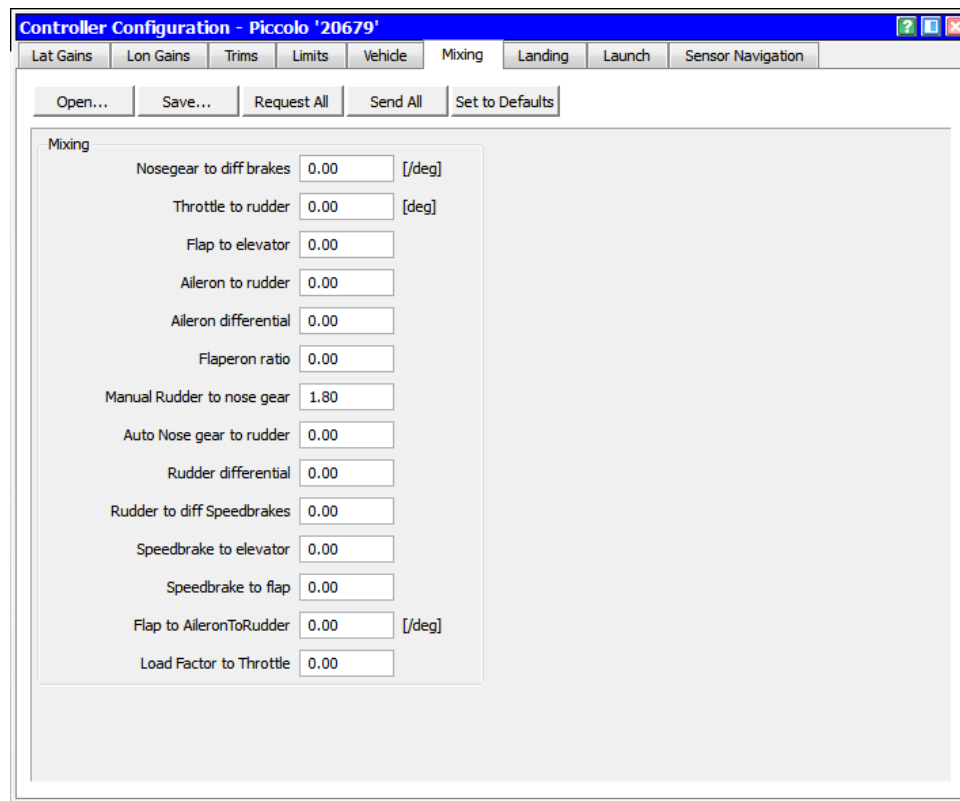 Controller Configuration - Piccolo '20679'
Lat Gains Lon Gains Trims Limits Vehicle Mixing Landing Launch Sensor Navigation
Open... Save... Request All Send All Set to Defaults
Mixing
Nosegear to diff brakes 0.00 [/deg]
Throttle to rudder 0.00 [deg]
Flap to elevator 0.00
Aileron to rudder 0.00
Aileron differential 0.00
Flaperon ratio 0.00
Manual Rudder to nose gear 1.80
Auto Nose gear to rudder 0.00
Rudder differential 0.00
Rudder to diff Speedbrakes 0.00
Speedbrake to elevator 0.00
Speedbrake to flap 0.00
Flap to AileronToRudder 0.00 [/deg]
Load Factor to Throttle 0.00